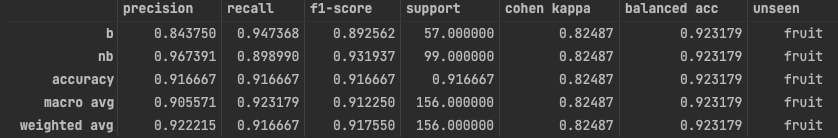 precision recall f1-score support cohen kappa balanced acc unseen
b 0.843750 0.947368 0.892562 57.000000 0.82487 0.923179 fruit
nb 0.967391 0.898990 0.931937 99.000000 0.82487 0.923179 fruit
accuracy 0.916667 0.916667 0.916667 0.916667 0.82487 0.923179 fruit
macro avg 0.905571 0.923179 0.912250 156.000000 0.82487 0.923179 fruit
weighted avg 0.922215 0.916667 0.917550 156.000000 0.82487 0.923179 fruit